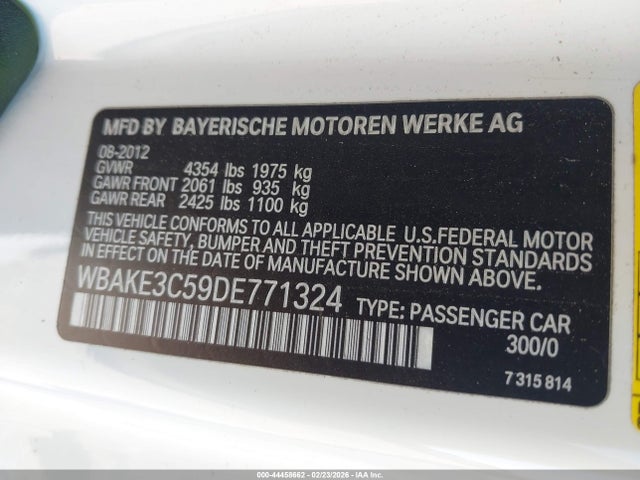 MFD BY BAYERISCHE MOTOREN WERKE AG
08-2012
GVWR 4354 lbs 1975 kg
GAWR FRONT 2061 lbs 935 kg
GAWR REAR 2425 lbs 1100 kg
THIS VEHICLE CONFORMS TO ALL APPLICABLE U.S.FEDERAL MOTOR
VEHICLE SAFETY, BUMPER AND THEFT PREVENTION STANDARDS
IN EFFECT ON THE DATE OF MANUFACTURE SHOWN ABOVE.
WBAKE3C59DE771324 TYPE: PASSENGER CAR
300/0
7 315 814
000-44458662 - 02/23/2026 - Copyright © IAA, LLC.